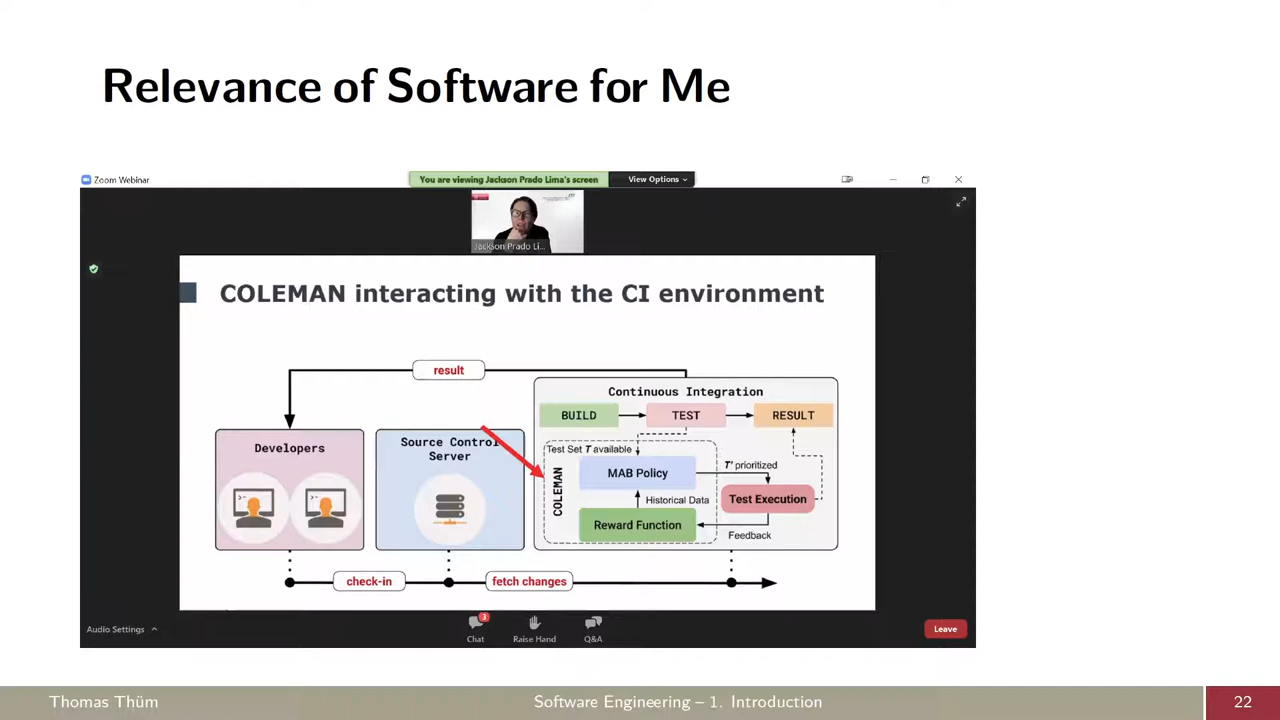 Relevance of Software for Me
Zoom Webinar
You are viewing Jackson Prado Lima's screen
View Options
Jackson Prado Li...
COLEMAN interacting with the CI environment
result
Continuous Integration
BUILD
TEST
RESULT
Developers
Source Control
Server
Test Set T available
COLEMAN
MAB Policy
T' prioritized
Historical Data
Test Execution
Reward Function
Feedback
check-in
fetch changes
Audio Settings
3
Chat
Raise Hand
Q&A
Leave
Thomas Thüm
Software Engineering – 1. Introduction
22